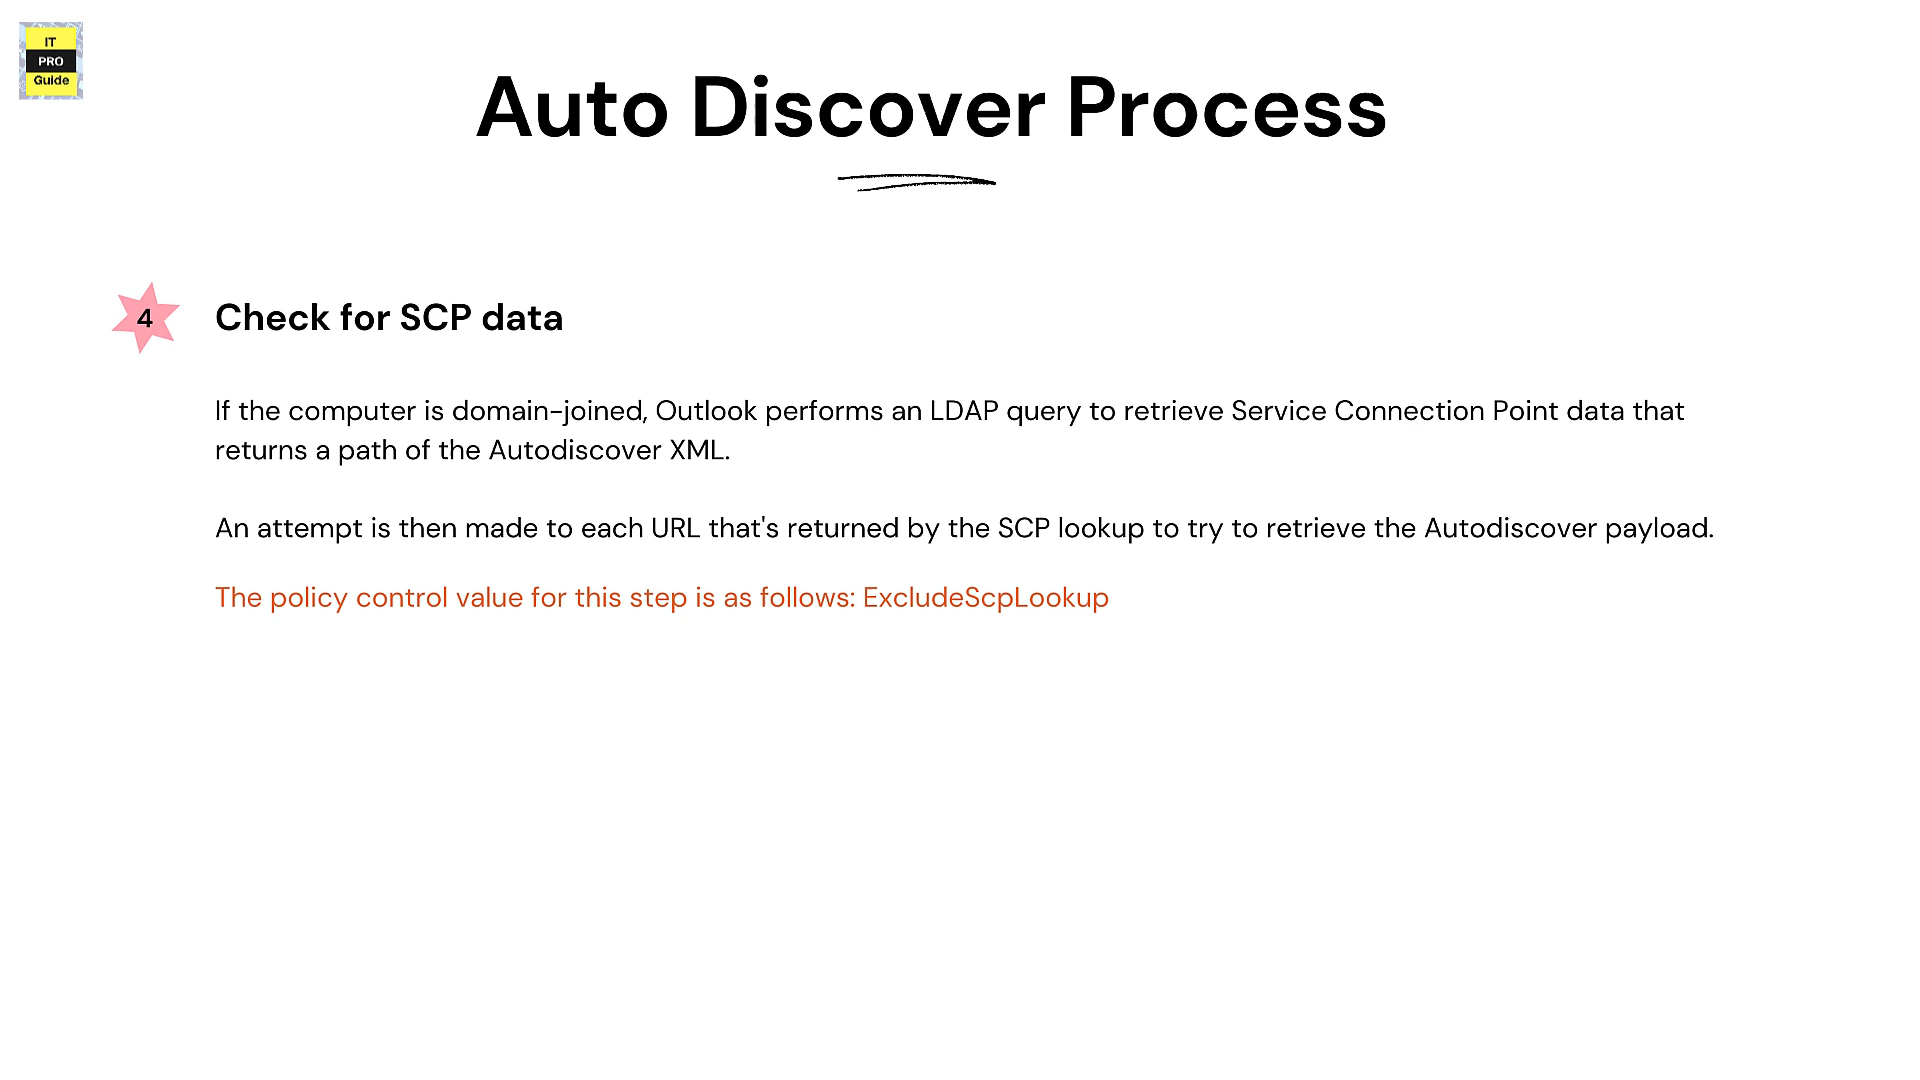 IT
PRO
Guide
Auto Discover Process
4
Check for SCP data
If the computer is domain-joined, Outlook performs an LDAP query to retrieve Service Connection Point data that
returns a path of the Autodiscover XML.
An attempt is then made to each URL that's returned by the SCP lookup to try to retrieve the Autodiscover payload.
The policy control value for this step is as follows: ExcludeScpLookup